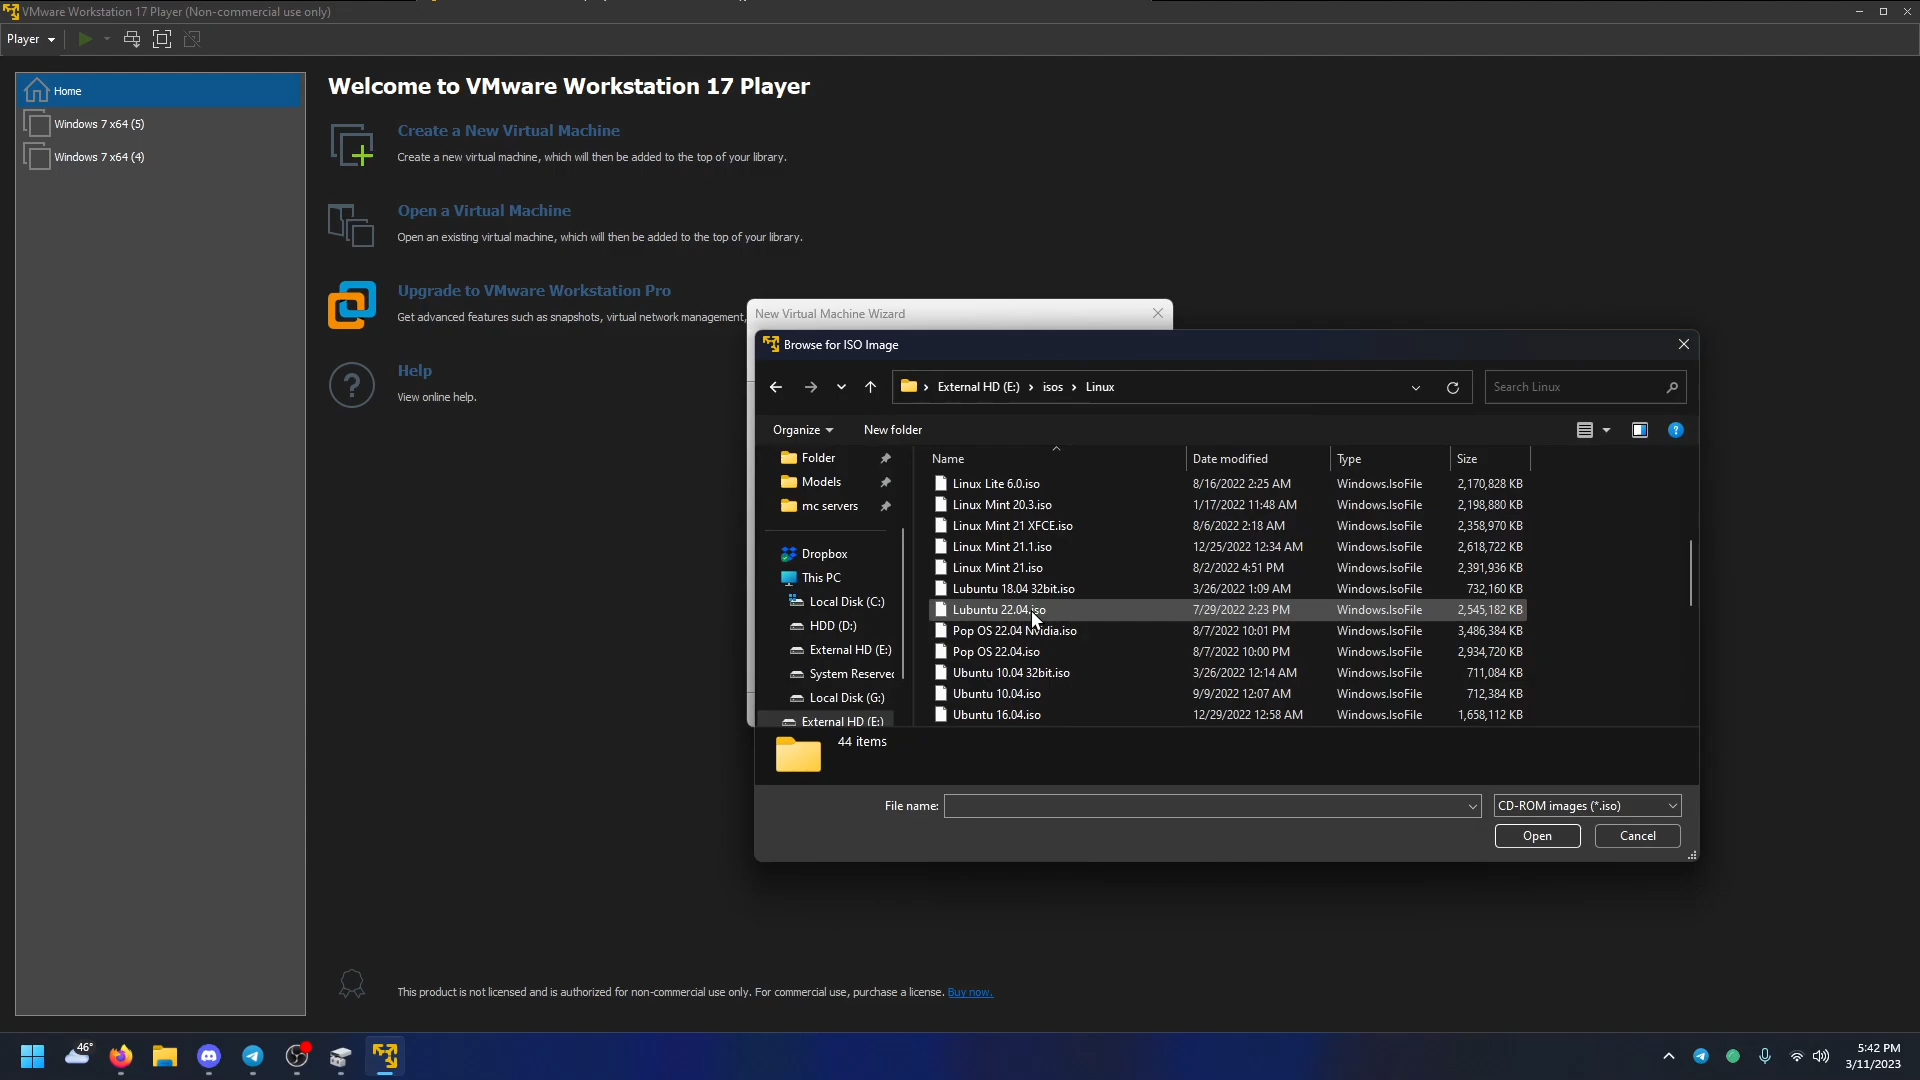 VMware Workstation 17 Player (Non-commercial use only)
Player
Home
Windows 7 x64 (5)
Windows 7 x64 (4)
Welcome to VMware Workstation 17 Player
Create a New Virtual Machine
Create a new virtual machine, which will then be added to the top of your library.
Open a Virtual Machine
Open an existing virtual machine, which will then be added to the top of your library.
Upgrade to VMware Workstation Pro
Get advanced features such as snapshots, virtual network management,
Help
View online help.
New Virtual Machine Wizard
Browse for ISO Image
External HD (E:) › isos › Linux
Search Linux
Organize New folder
Folder
Models
mc servers
Dropbox
This PC
Local Disk (C:)
HDD (D:)
External HD (E:)
System Reserve
Local Disk (G:)
External HD (E:)
Name Date modified Type Size
Linux Lite 6.0.iso 8/16/2022 2:25 AM Windows.IsoFile 2,170,828 KB
Linux Mint 20.3.iso 1/17/2022 11:48 AM Windows.IsoFile 2,198,880 KB
Linux Mint 21 XFCE.iso 8/6/2022 2:18 AM Windows.IsoFile 2,358,970 KB
Linux Mint 21.1.iso 12/25/2022 12:34 AM Windows.IsoFile 2,618,722 KB
Linux Mint 21.iso 8/2/2022 4:51 PM Windows.IsoFile 2,391,936 KB
Lubuntu 18.04 32bit.iso 3/26/2022 1:09 AM Windows.IsoFile 732,160 KB
Lubuntu 22.04.iso 7/29/2022 2:23 PM Windows.IsoFile 2,545,182 KB
Pop OS 22.04 Nvidia.iso 8/7/2022 10:01 PM Windows.IsoFile 3,486,384 KB
Pop OS 22.04.iso 8/7/2022 10:00 PM Windows.IsoFile 2,934,720 KB
Ubuntu 10.04 32bit.iso 3/26/2022 12:14 AM Windows.IsoFile 711,084 KB
Ubuntu 10.04.iso 9/9/2022 12:07 AM Windows.IsoFile 712,384 KB
Ubuntu 16.04.iso 12/29/2022 12:58 AM Windows.IsoFile 1,658,112 KB
44 items
File name: CD-ROM images (*.iso)
Open Cancel
This product is not licensed and is authorized for non-commercial use only. For commercial use, purchase a license. Buy now.
46°
5:42 PM
3/11/2023